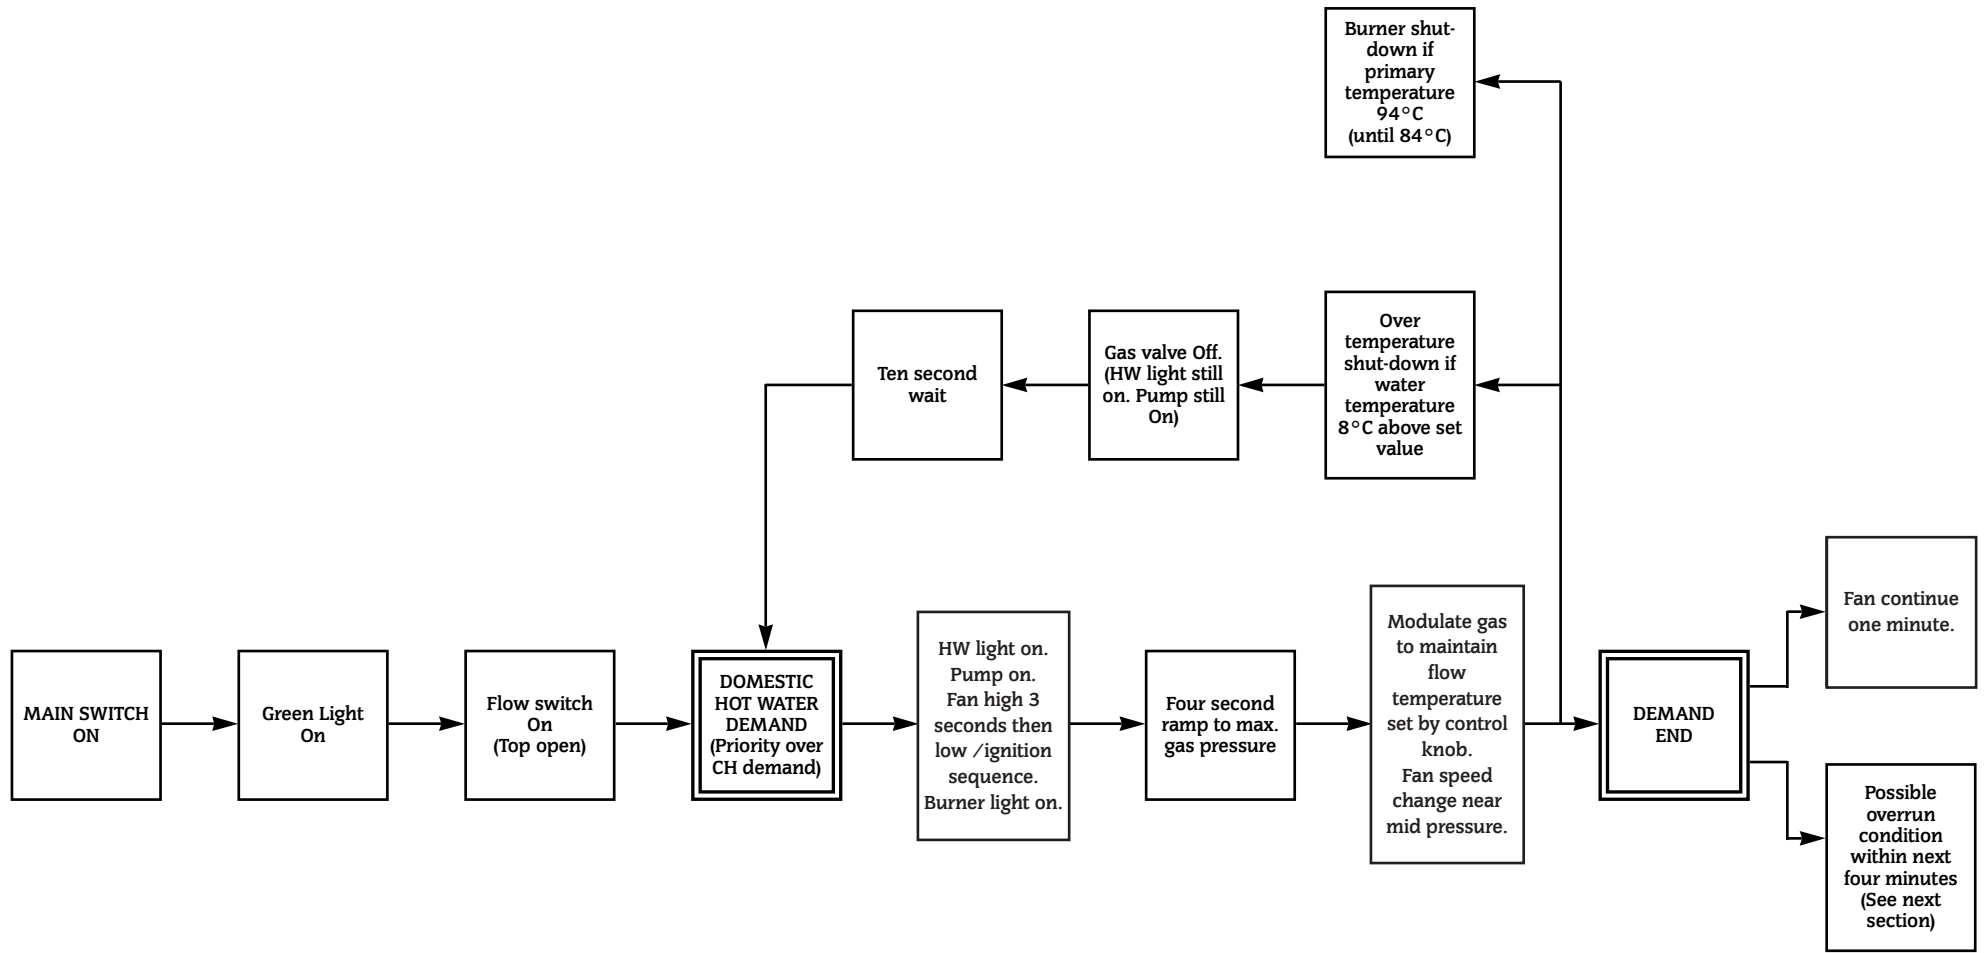 Burner shut-
down if
primary
temperature
94°C
(until 84°C)
Ten second
wait
Gas valve Off.
(HW light still
on. Pump still
On)
Over
temperature
shut-down if
water
temperature
8°C above set
value
MAIN SWITCH
ON
Green Light
On
Flow switch
On
(Top open)
DOMESTIC
HOT WATER
DEMAND
(Priority over
CH demand)
HW light on.
Pump on.
Fan high 3
seconds then
low /ignition
sequence.
Burner light on.
Four second
ramp to max.
gas pressure
Modulate gas
to maintain
flow
temperature
set by control
knob.
Fan speed
change near
mid pressure.
DEMAND
END
Fan continue
one minute.
Possible
overrun
condition
within next
four minutes
(See next
section)